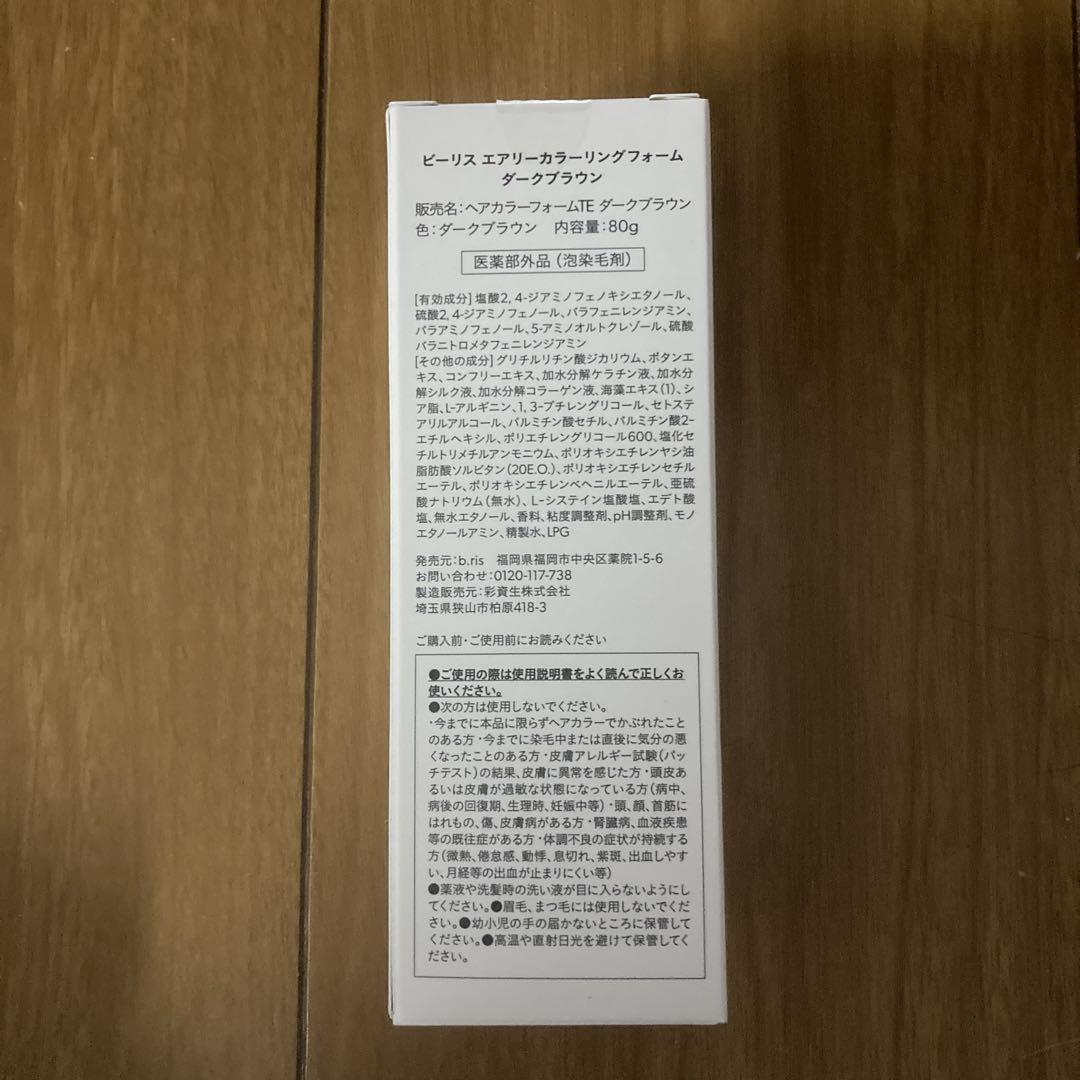 ビーリス エアリーカラーリングフォーム
ダークブラウン
販売名：ヘアカラーフォームTE ダークブラウン
色：ダークブラウン　内容量：80g
医薬部外品（泡染毛剤）
[有効成分]塩酸2, 4-ジアミノフェノキシエタノール、
硫酸2, 4-ジアミノフェノール、パラフェニレンジアミン、
パラアミノフェノール、5-アミノオルトクレゾール、硫酸
パラニトロメタフェニレンジアミン
[その他の成分]グリチルリチン酸ジカリウム、ボタンエ
キス、コンフリーエキス、加水分解ケラチン液、加水分
解シルク液、加水分解コラーゲン液、海藻エキス（1）、シ
ア脂、L-アルギニン、1, 3-ブチレングリコール、セトステ
アリルアルコール、パルミチン酸セチル、パルミチン酸2-
エチルヘキシル、ポリエチレングリコール600、塩化セ
チルトリメチルアンモニウム、ポリオキシエチレンヤシ油
脂肪酸ソルビタン（20E.O.）、ポリオキシエチレンセチル
エーテル、ポリオキシエチレンベヘニルエーテル、亜硫
酸ナトリウム（無水）、L-システイン塩酸塩、エデト酸
塩、無水エタノール、香料、粘度調整剤、pH調整剤、モノ
エタノールアミン、精製水、LPG
発売元：b.ris　福岡県福岡市中央区薬院1-5-6
お問い合わせ：0120-117-738
製造販売元：彩資生株式会社
埼玉県狭山市柏原418-3
ご購入前・ご使用前にお読みください
●ご使用の際は使用説明書をよく読んで正しくお
使いください。
●次の方は使用しないでください。
・今までに本品に限らずヘアカラーでかぶれたこと
のある方・今までに染毛中または直後に気分の悪
くなったことのある方・皮膚アレルギー試験（パッ
チテスト）の結果、皮膚に異常を感じた方・頭皮あ
るいは皮膚が過敏な状態になっている方（病中、
病後の回復期、生理時、妊娠中等）・頭、顔、首筋に
はれもの、傷、皮膚病がある方・腎臓病、血液疾患
等の既往症がある方・体調不良の症状が持続する
方（微熱、倦怠感、動悸、息切れ、紫斑、出血しやす
い、月経等の出血が止まりにくい等）
●薬液や洗髪時の洗い液が目に入らないようにし
てください。●眉毛、まつ毛には使用しないでくだ
さい。●幼小児の手の届かないところに保管して
ください。●高温や直射日光を避けて保管してく
ださい。